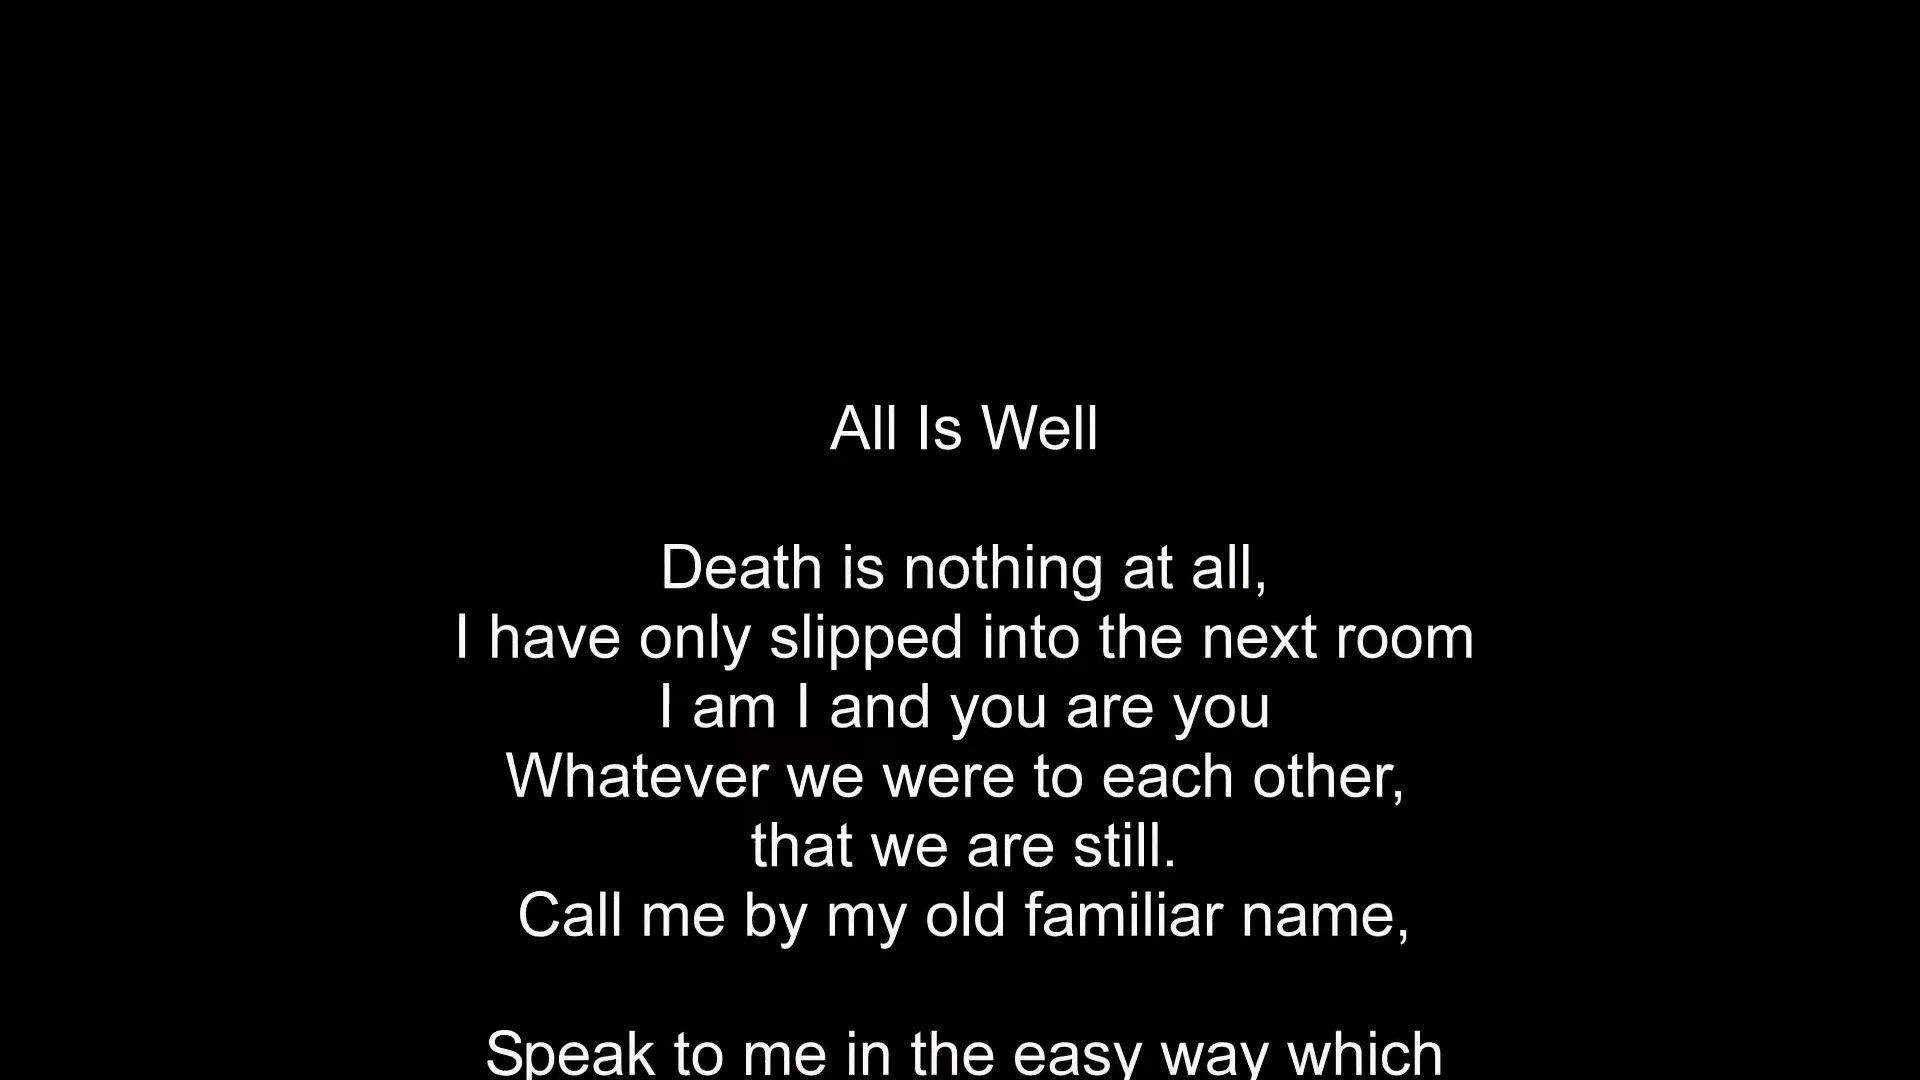 All Is Well
Death is nothing at all,
I have only slipped into the next room
I am I and you are you
Whatever we were to each other,
that we are still.
Call me by my old familiar name,
Speak to me in the easy way which